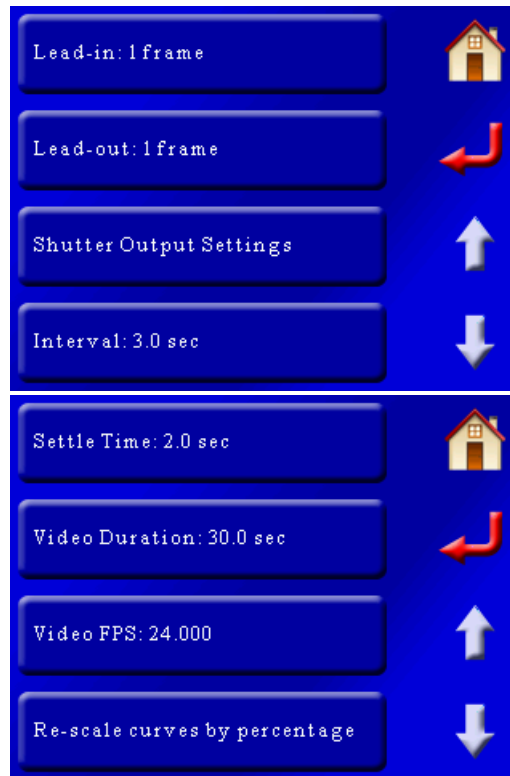 Lead-in: 1 frame
Lead-out: 1 frame
Shutter Output Settings
Interval: 3.0 sec
Settle Time: 2.0 sec
Video Duration: 30.0 sec
Video FPS: 24.000
Re-scale curves by percentage